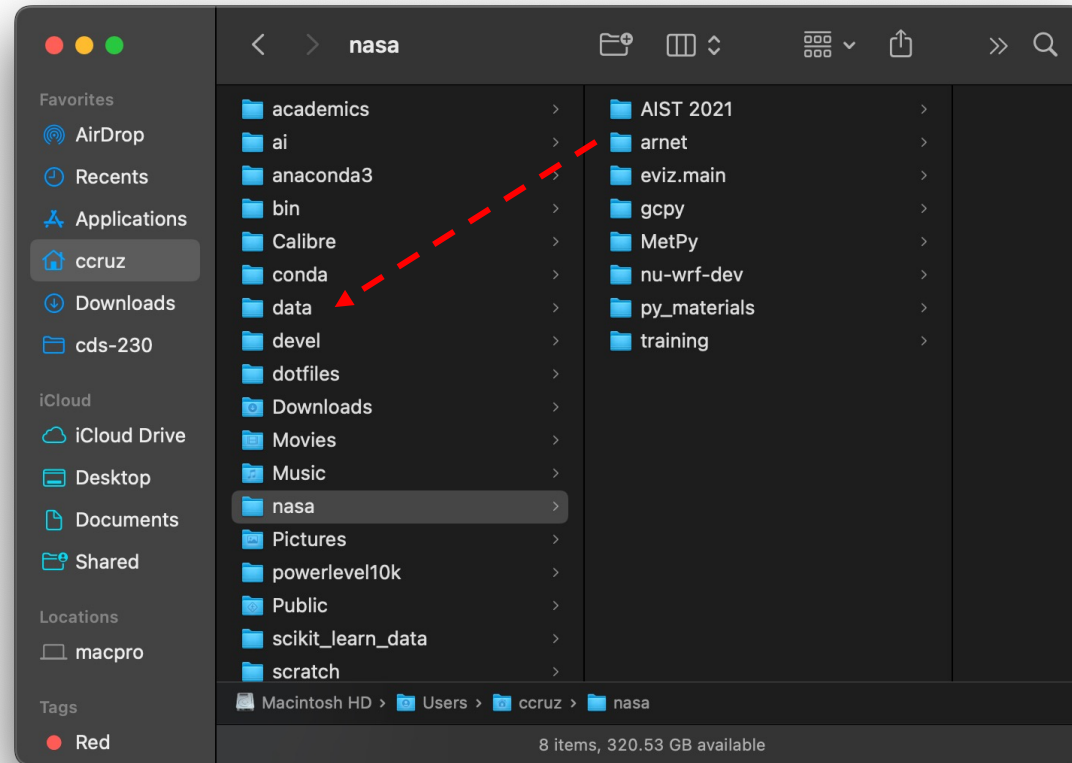 nasa
Favorites
AirDrop
Recents
Applications
ccruz
Downloads
cds-230
iCloud
iCloud Drive
Desktop
Documents
Shared
Locations
macpro
Tags
Red
academics
ai
anaconda3
bin
Calibre
conda
data
devel
dotfiles
Downloads
Movies
Music
nasa
Pictures
powerlevel10k
Public
scikit_learn_data
scratch
AIST 2021
arnet
eviz.main
gcpy
MetPy
nu-wrf-dev
py_materials
training
Macintosh HD › Users › ccruz › nasa
8 items, 320.53 GB available